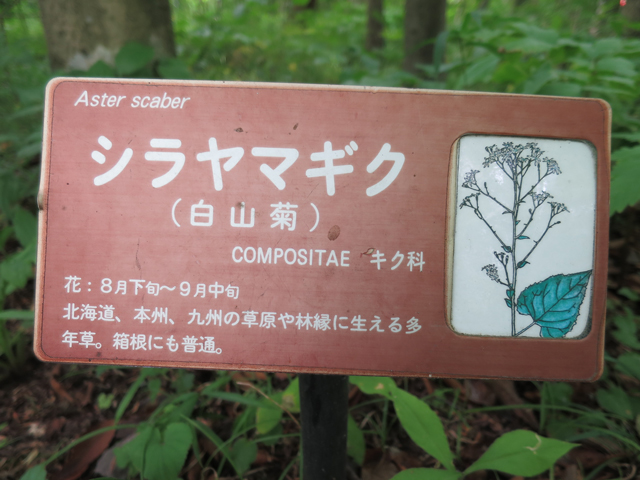 Aster scaber
シラヤマギク
（白山菊）
COMPOSITAE キク科
花：8月下旬～9月中旬
北海道、本州、九州の草原や林縁に生える多
年草。箱根にも普通。